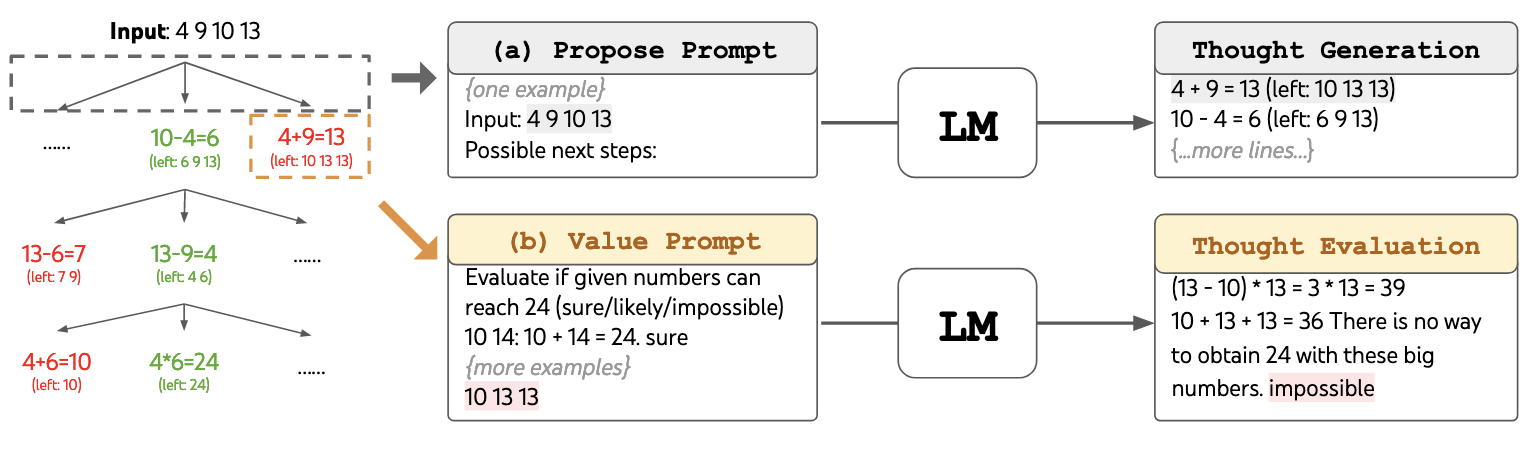 Input: 4 9 10 13
......
10-4=6
(left: 6 9 13)
4+9=13
(left: 10 13 13)
13-6=7
(left: 7 9)
13-9=4
(left: 4 6)
......
4+6=10
(left: 10)
4*6=24
(left: 24)
......
(a) Propose Prompt
{one example}
Input: 4 9 10 13
Possible next steps:
LM
Thought Generation
4 + 9 = 13 (left: 10 13 13)
10 - 4 = 6 (left: 6 9 13)
{...more lines...}
(b) Value Prompt
Evaluate if given numbers can
reach 24 (sure/likely/impossible)
10 14: 10 + 14 = 24. sure
{more examples}
10 13 13
LM
Thought Evaluation
(13 - 10) * 13 = 3 * 13 = 39
10 + 13 + 13 = 36 There is no way
to obtain 24 with these big
numbers. impossible